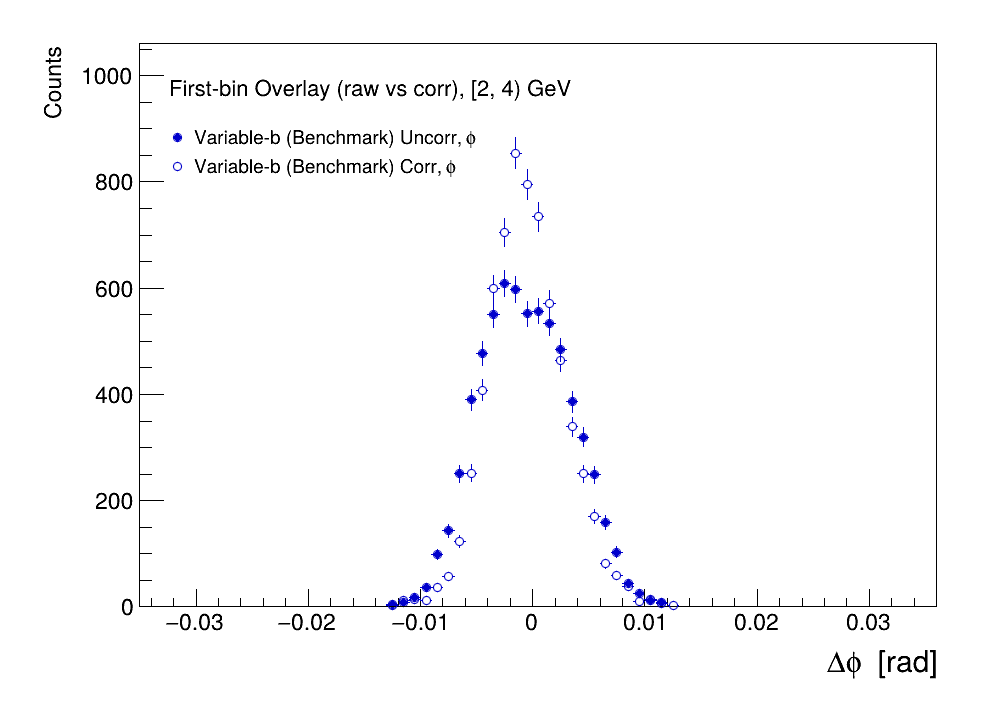 Counts
1000
800
600
400
200
0
First-bin Overlay (raw vs corr), [2, 4) GeV
Variable-b (Benchmark) Uncorr, ϕ
Variable-b (Benchmark) Corr, ϕ
−0.03 −0.02 −0.01 0 0.01 0.02 0.03
Δϕ [rad]